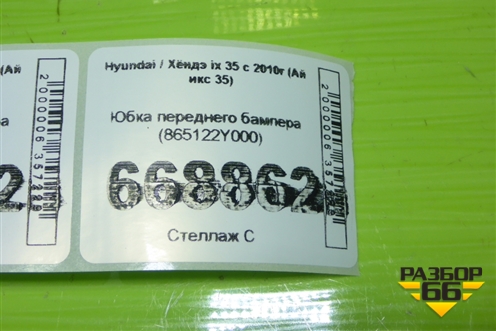 Hyundai / Хёндэ ix 35 с 2010г (Ай
икс 35)
Юбка переднего бампера
(865122Y000)
668862
Стеллаж С
РАЗБОР
66